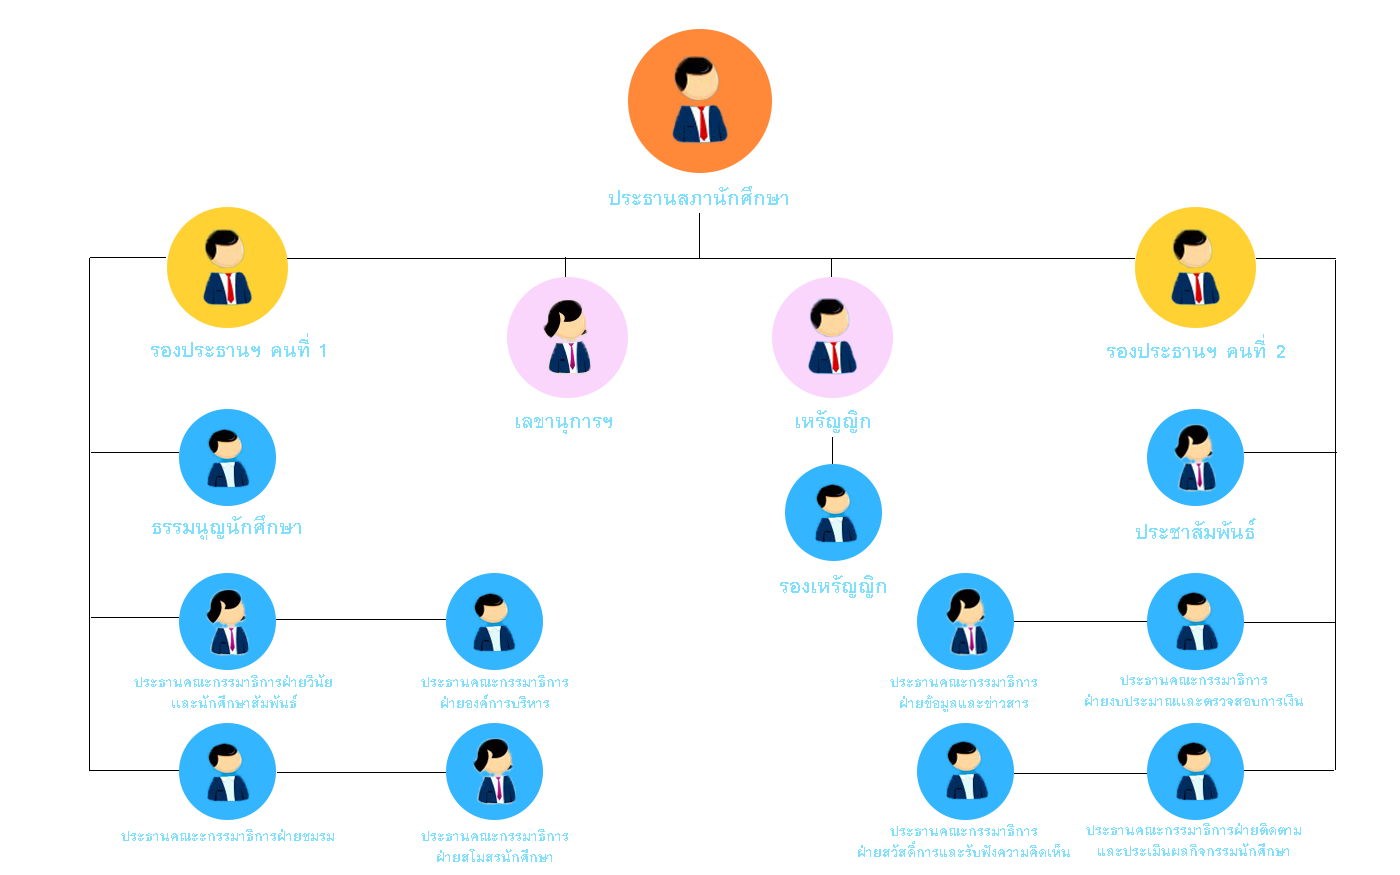 ประธานสภานักศึกษา
รองประธานฯ คนที่ 1
รองประธานฯ คนที่ 2
เลขานุการฯ
เหรัญญิก
ธรรมนูญนักศึกษา
ประชาสัมพันธ์
รองเหรัญญิก
ประธานคณะกรรมาธิการฝ่ายวินัย
และนักศึกษาสัมพันธ์
ประธานคณะกรรมาธิการ
ฝ่ายองค์การบริหาร
ประธานคณะกรรมาธิการ
ฝ่ายข้อมูลและข่าวสาร
ประธานคณะกรรมาธิการ
ฝ่ายงบประมาณและตรวจสอบการเงิน
ประธานคณะะกรรมาธิการฝ่ายชมรม
ประธานคณะกรรมาธิการ
ฝ่ายสโมสรนักศึกษา
ประธานคณะกรรมาธิการ
ฝ่ายสวัสดิ์การและรับฟังความคิดเห็น
ประธานคณะกรรมาธิการฝ่ายติดตาม
และประเมินผลกิจกรรมนักศึกษา